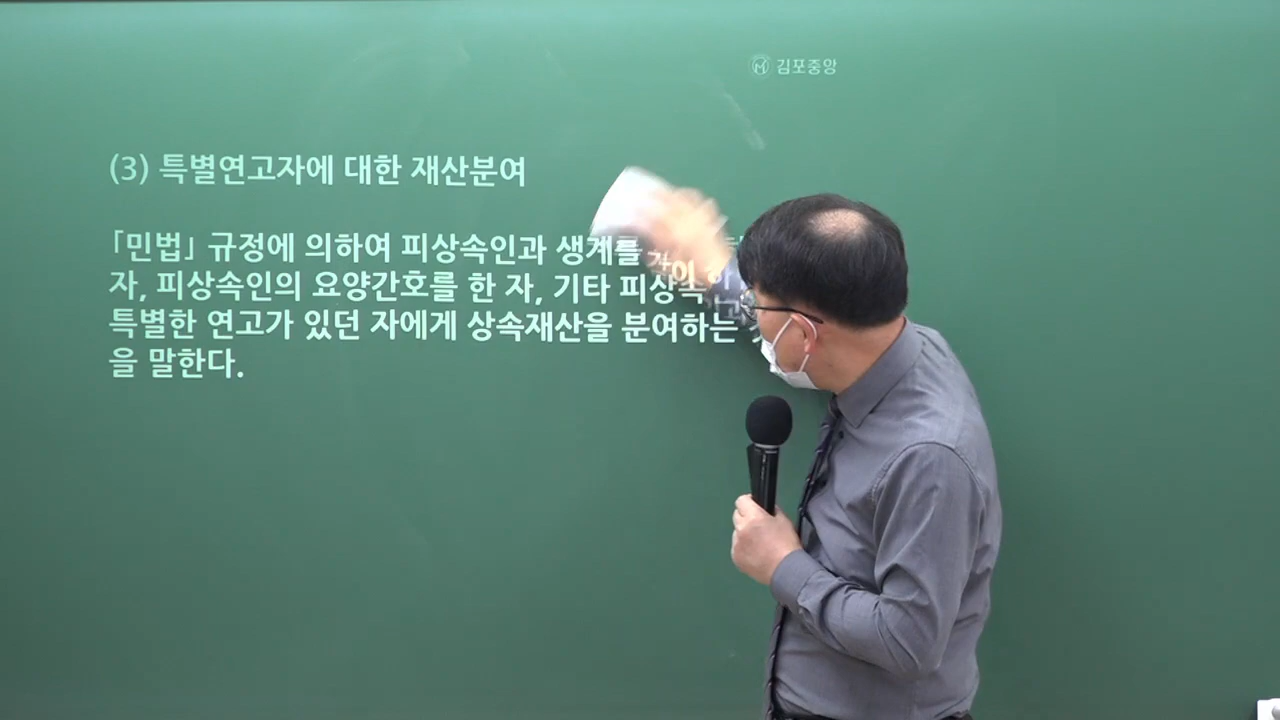 김포중앙
(3) 특별연고자에 대한 재산분여
「민법」 규정에 의하여 피상속인과 생계를
자, 피상속인의 요양간호를 한 자, 기타 피상속인
특별한 연고가 있던 자에게 상속재산을 분여하는
을 말한다.